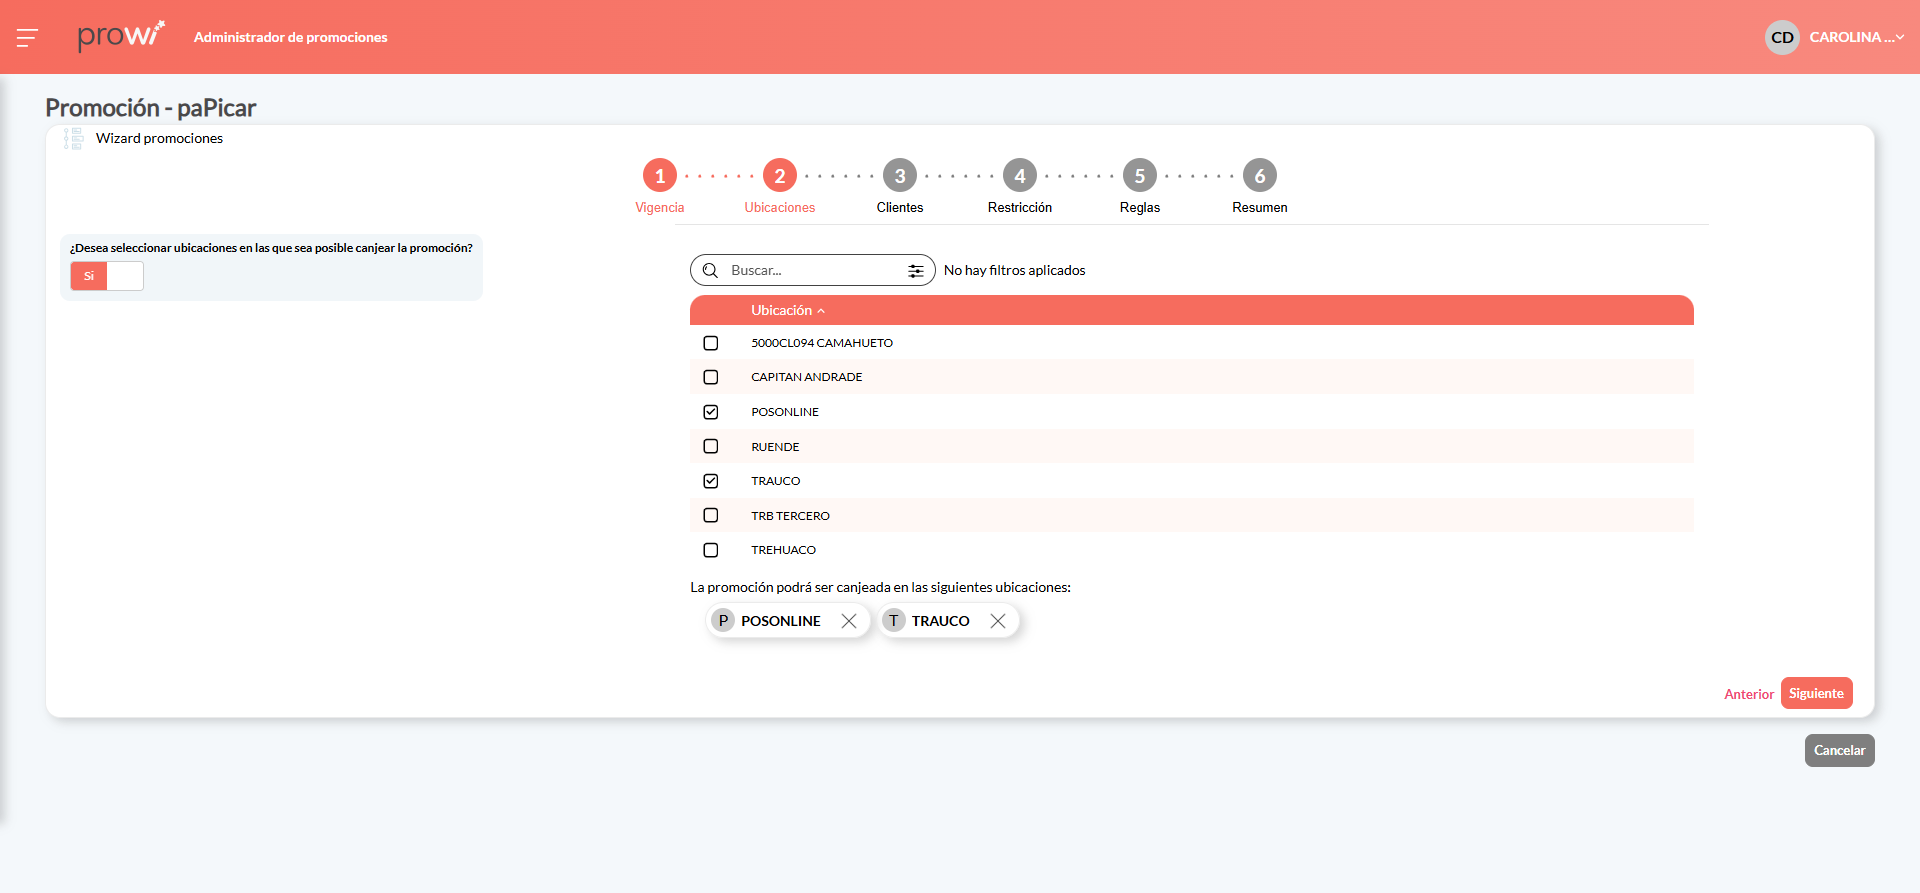 prowi
Administrador de promociones
CD
CAROLINA ...
Promoción - paPicar
Wizard promociones
1
2
3
4
5
6
Vigencia
Ubicaciones
Clientes
Restricción
Reglas
Resumen
¿Desea seleccionar ubicaciones en las que sea posible canjear la promoción?
Si
Buscar...
No hay filtros aplicados
Ubicación
5000CL094 CAMAHUETO
CAPITAN ANDRADE
POSONLINE
RUENDE
TRAUCO
TRB TERCERO
TREHUACO
La promoción podrá ser canjeada en las siguientes ubicaciones:
P POSONLINE
T TRAUCO
Anterior
Siguiente
Cancelar